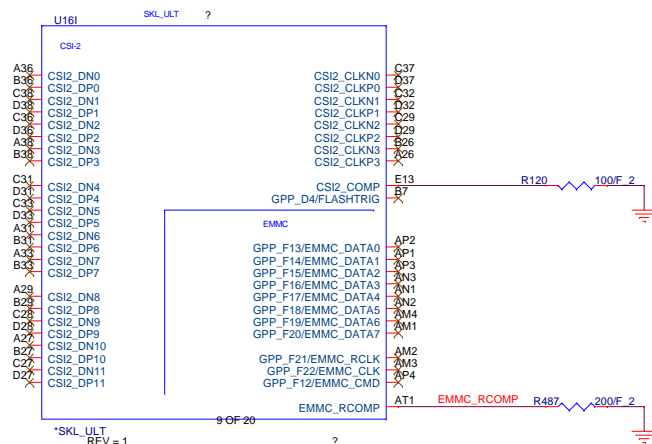 U16I
SKL_ULT
?
CSI-2
A36 CSI2_DN0
B36 CSI2_DP0
C38 CSI2_DN1
D38 CSI2_DP1
C36 CSI2_DN2
D36 CSI2_DP2
A38 CSI2_DN3
B38 CSI2_DP3
C31 CSI2_DN4
D31 CSI2_DP4
C33 CSI2_DN5
D33 CSI2_DP5
A31 CSI2_DN6
B31 CSI2_DP6
A33 CSI2_DN7
B33 CSI2_DP7
A29 CSI2_DN8
B29 CSI2_DP8
C28 CSI2_DN9
D28 CSI2_DP9
A27 CSI2_DN10
B27 CSI2_DP10
C27 CSI2_DN11
D27 CSI2_DP11
CSI2_CLKN0 C37
CSI2_CLKP0 D37
CSI2_CLKN1 C32
CSI2_CLKP1 D32
CSI2_CLKN2 C29
CSI2_CLKP2 D29
CSI2_CLKN3 B26
CSI2_CLKP3 A26
CSI2_COMP E13 R120 100/F_2
GPP_D4/FLASHTRIG B7
EMMC
GPP_F13/EMMC_DATA0 AP2
GPP_F14/EMMC_DATA1 AP1
GPP_F15/EMMC_DATA2 AP3
GPP_F16/EMMC_DATA3 AN3
GPP_F17/EMMC_DATA4 AN1
GPP_F18/EMMC_DATA5 AN2
GPP_F19/EMMC_DATA6 AM4
GPP_F20/EMMC_DATA7 AM1
GPP_F21/EMMC_RCLK AM2
GPP_F22/EMMC_CLK AM3
GPP_F12/EMMC_CMD AP4
EMMC_RCOMP AT1 EMMC_RCOMP R487 200/F_2
9 OF 20
*SKL_ULT
REV = 1
?